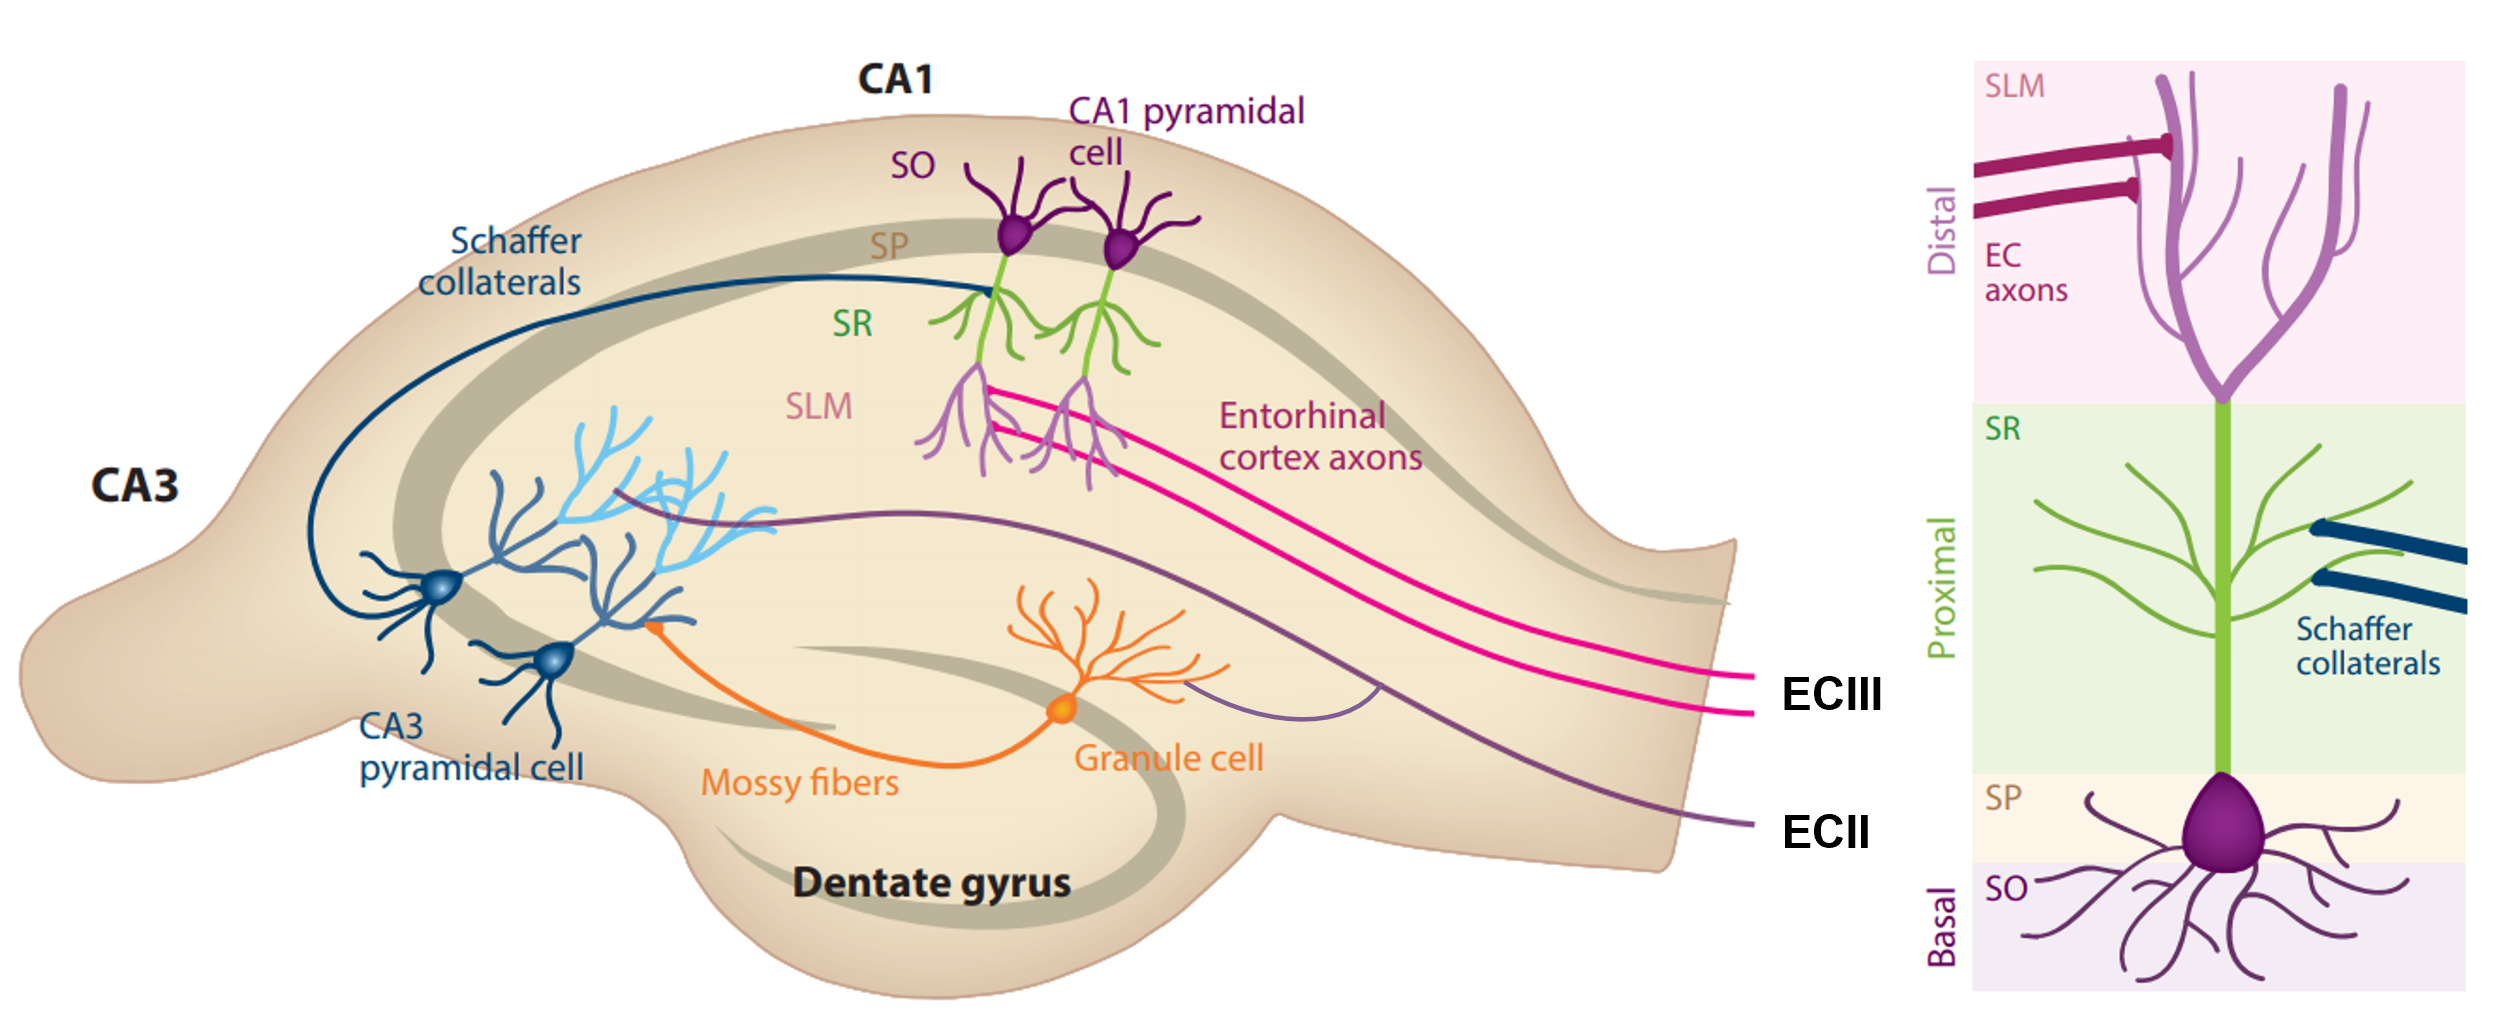 CA1
CA1 pyramidal
cell
SO
Schaffer
collaterals
SP
SR
SLM
Entorhinal
cortex axons
CA3
ECIII
CA3
pyramidal cell
Mossy fibers
Granule cell
ECII
Dentate gyrus
SLM
Distal
EC
axons
SR
Proximal
Schaffer
collaterals
SP
SO
Basal